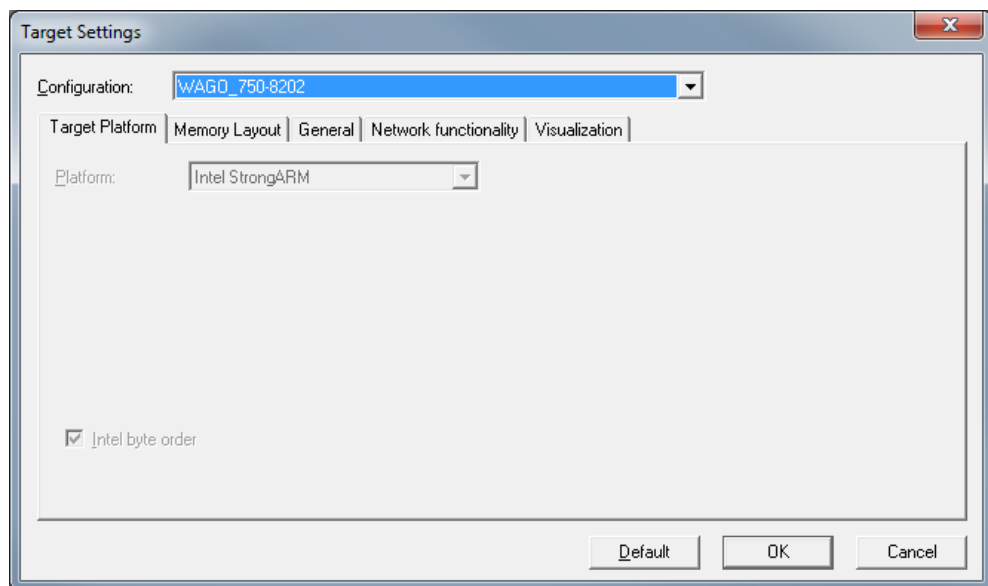 Target Settings
Configuration: WAGO_750-8202
Target Platform Memory Layout General Network functionality Visualization
Platform: Intel StrongARM
Intel byte order
Default OK Cancel